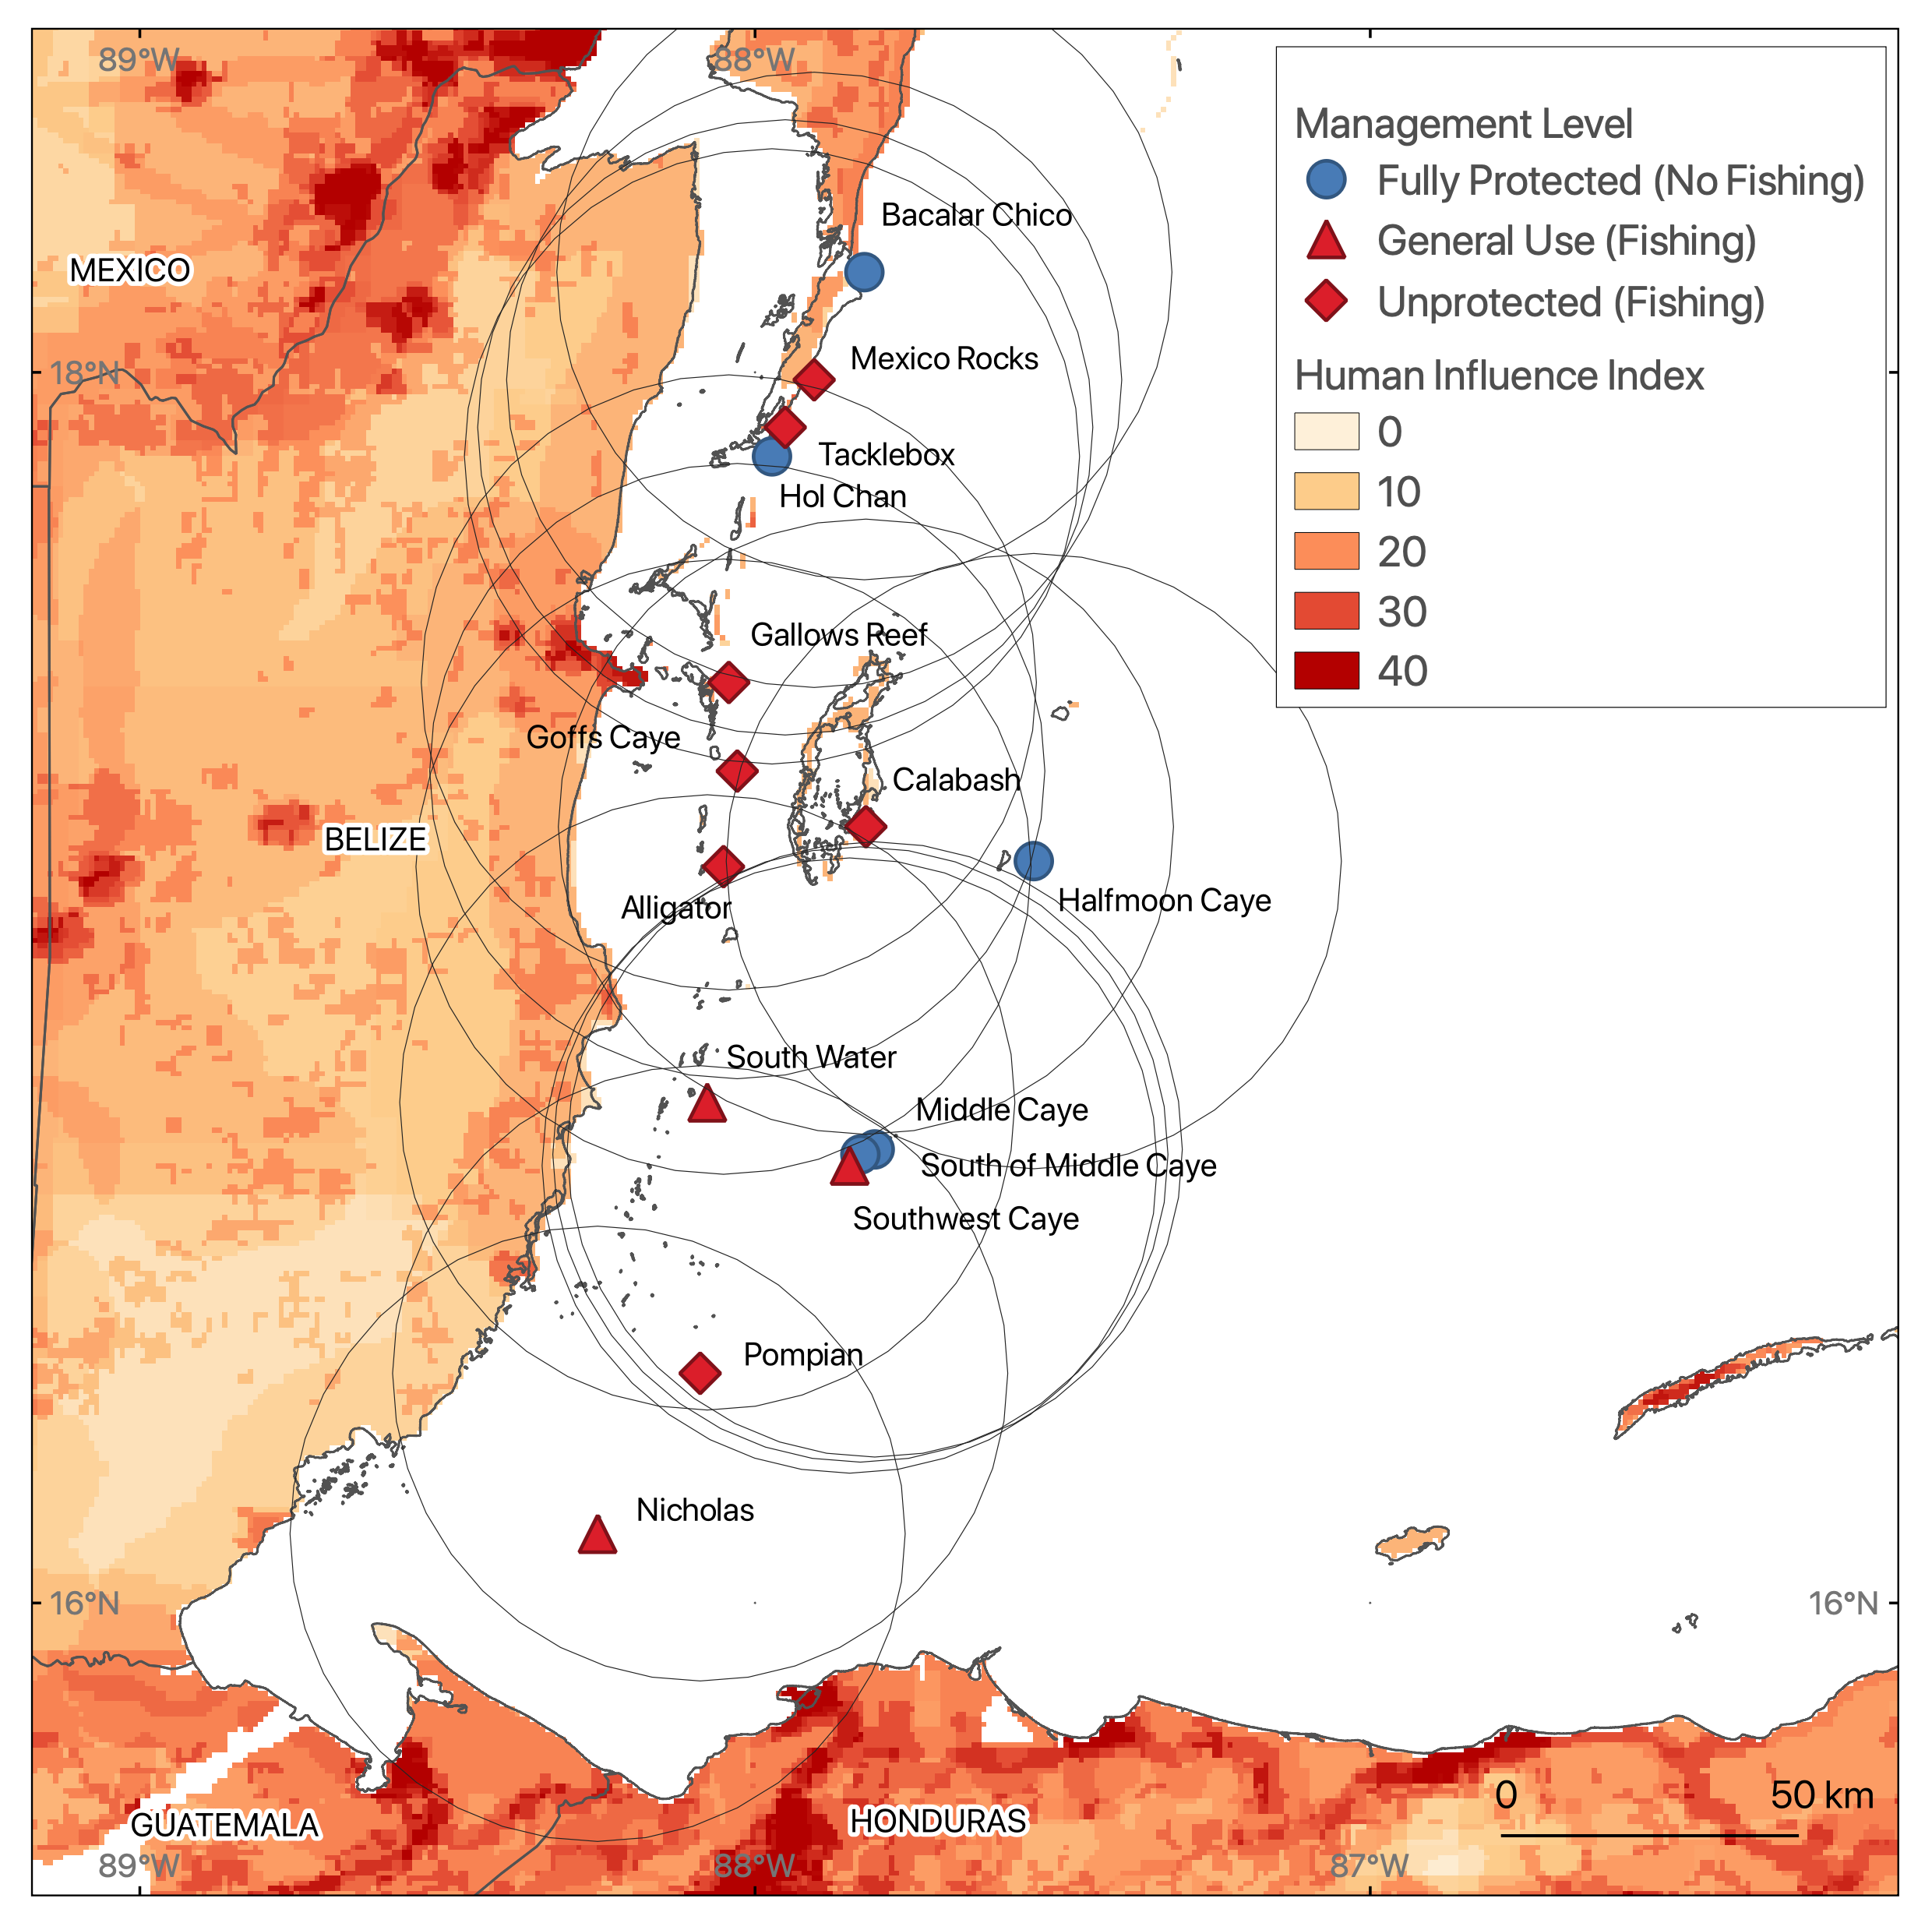 89°W
88°W
Management Level
Fully Protected (No Fishing)
General Use (Fishing)
Unprotected (Fishing)
Human Influence Index
0
10
20
30
40
Bacalar Chico
MEXICO
Mexico Rocks
18°N
Tacklebox
Hol Chan
Gallows Reef
Goffs Caye
Calabash
BELIZE
Halfmoon Caye
Alligator
South Water
Middle Caye
South of Middle Caye
Southwest Caye
Pompian
Nicholas
16°N
16°N
0
50 km
GUATEMALA
HONDURAS
89°W
88°W
87°W